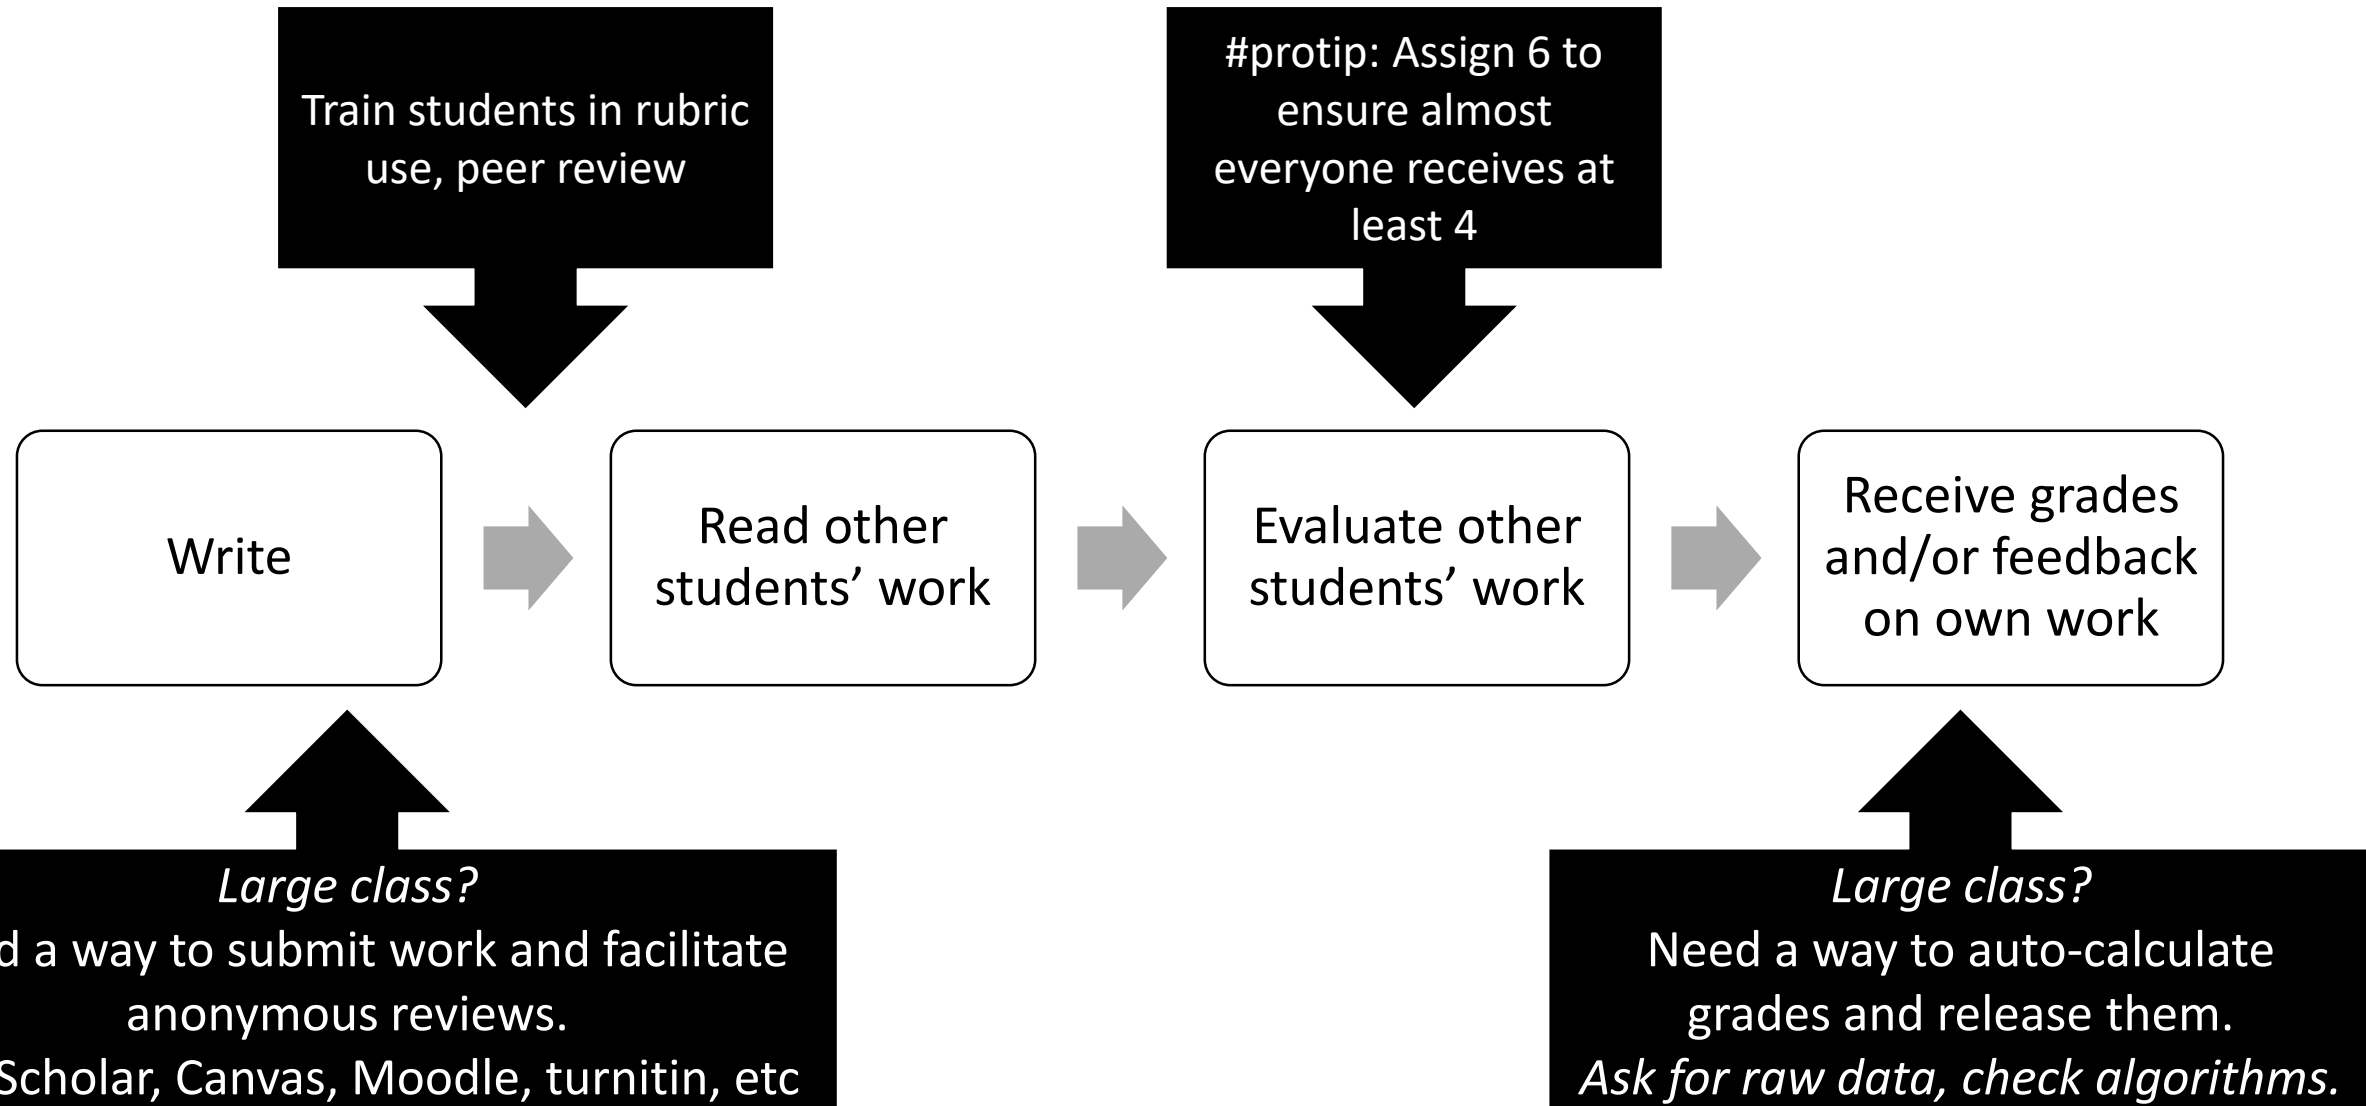 Train students in rubric
use, peer review
#protip: Assign 6 to
ensure almost
everyone receives at
least 4
Write
Read other
students’ work
Evaluate other
students’ work
Receive grades
and/or feedback
on own work
Large class?
a way to submit work and facilitate
anonymous reviews.
Scholar, Canvas, Moodle, turnitin, etc
Large class?
Need a way to auto-calculate
grades and release them.
Ask for raw data, check algorithms.